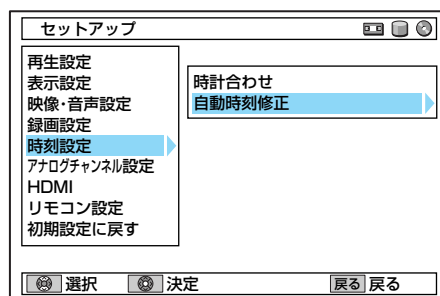 セットアップ
再生設定
表示設定
映像・音声設定
録画設定
時刻設定
アナログチャンネル設定
HDMI
リモコン設定
初期設定に戻す
時計合わせ
自動時刻修正
選択 決定 戻る 戻る